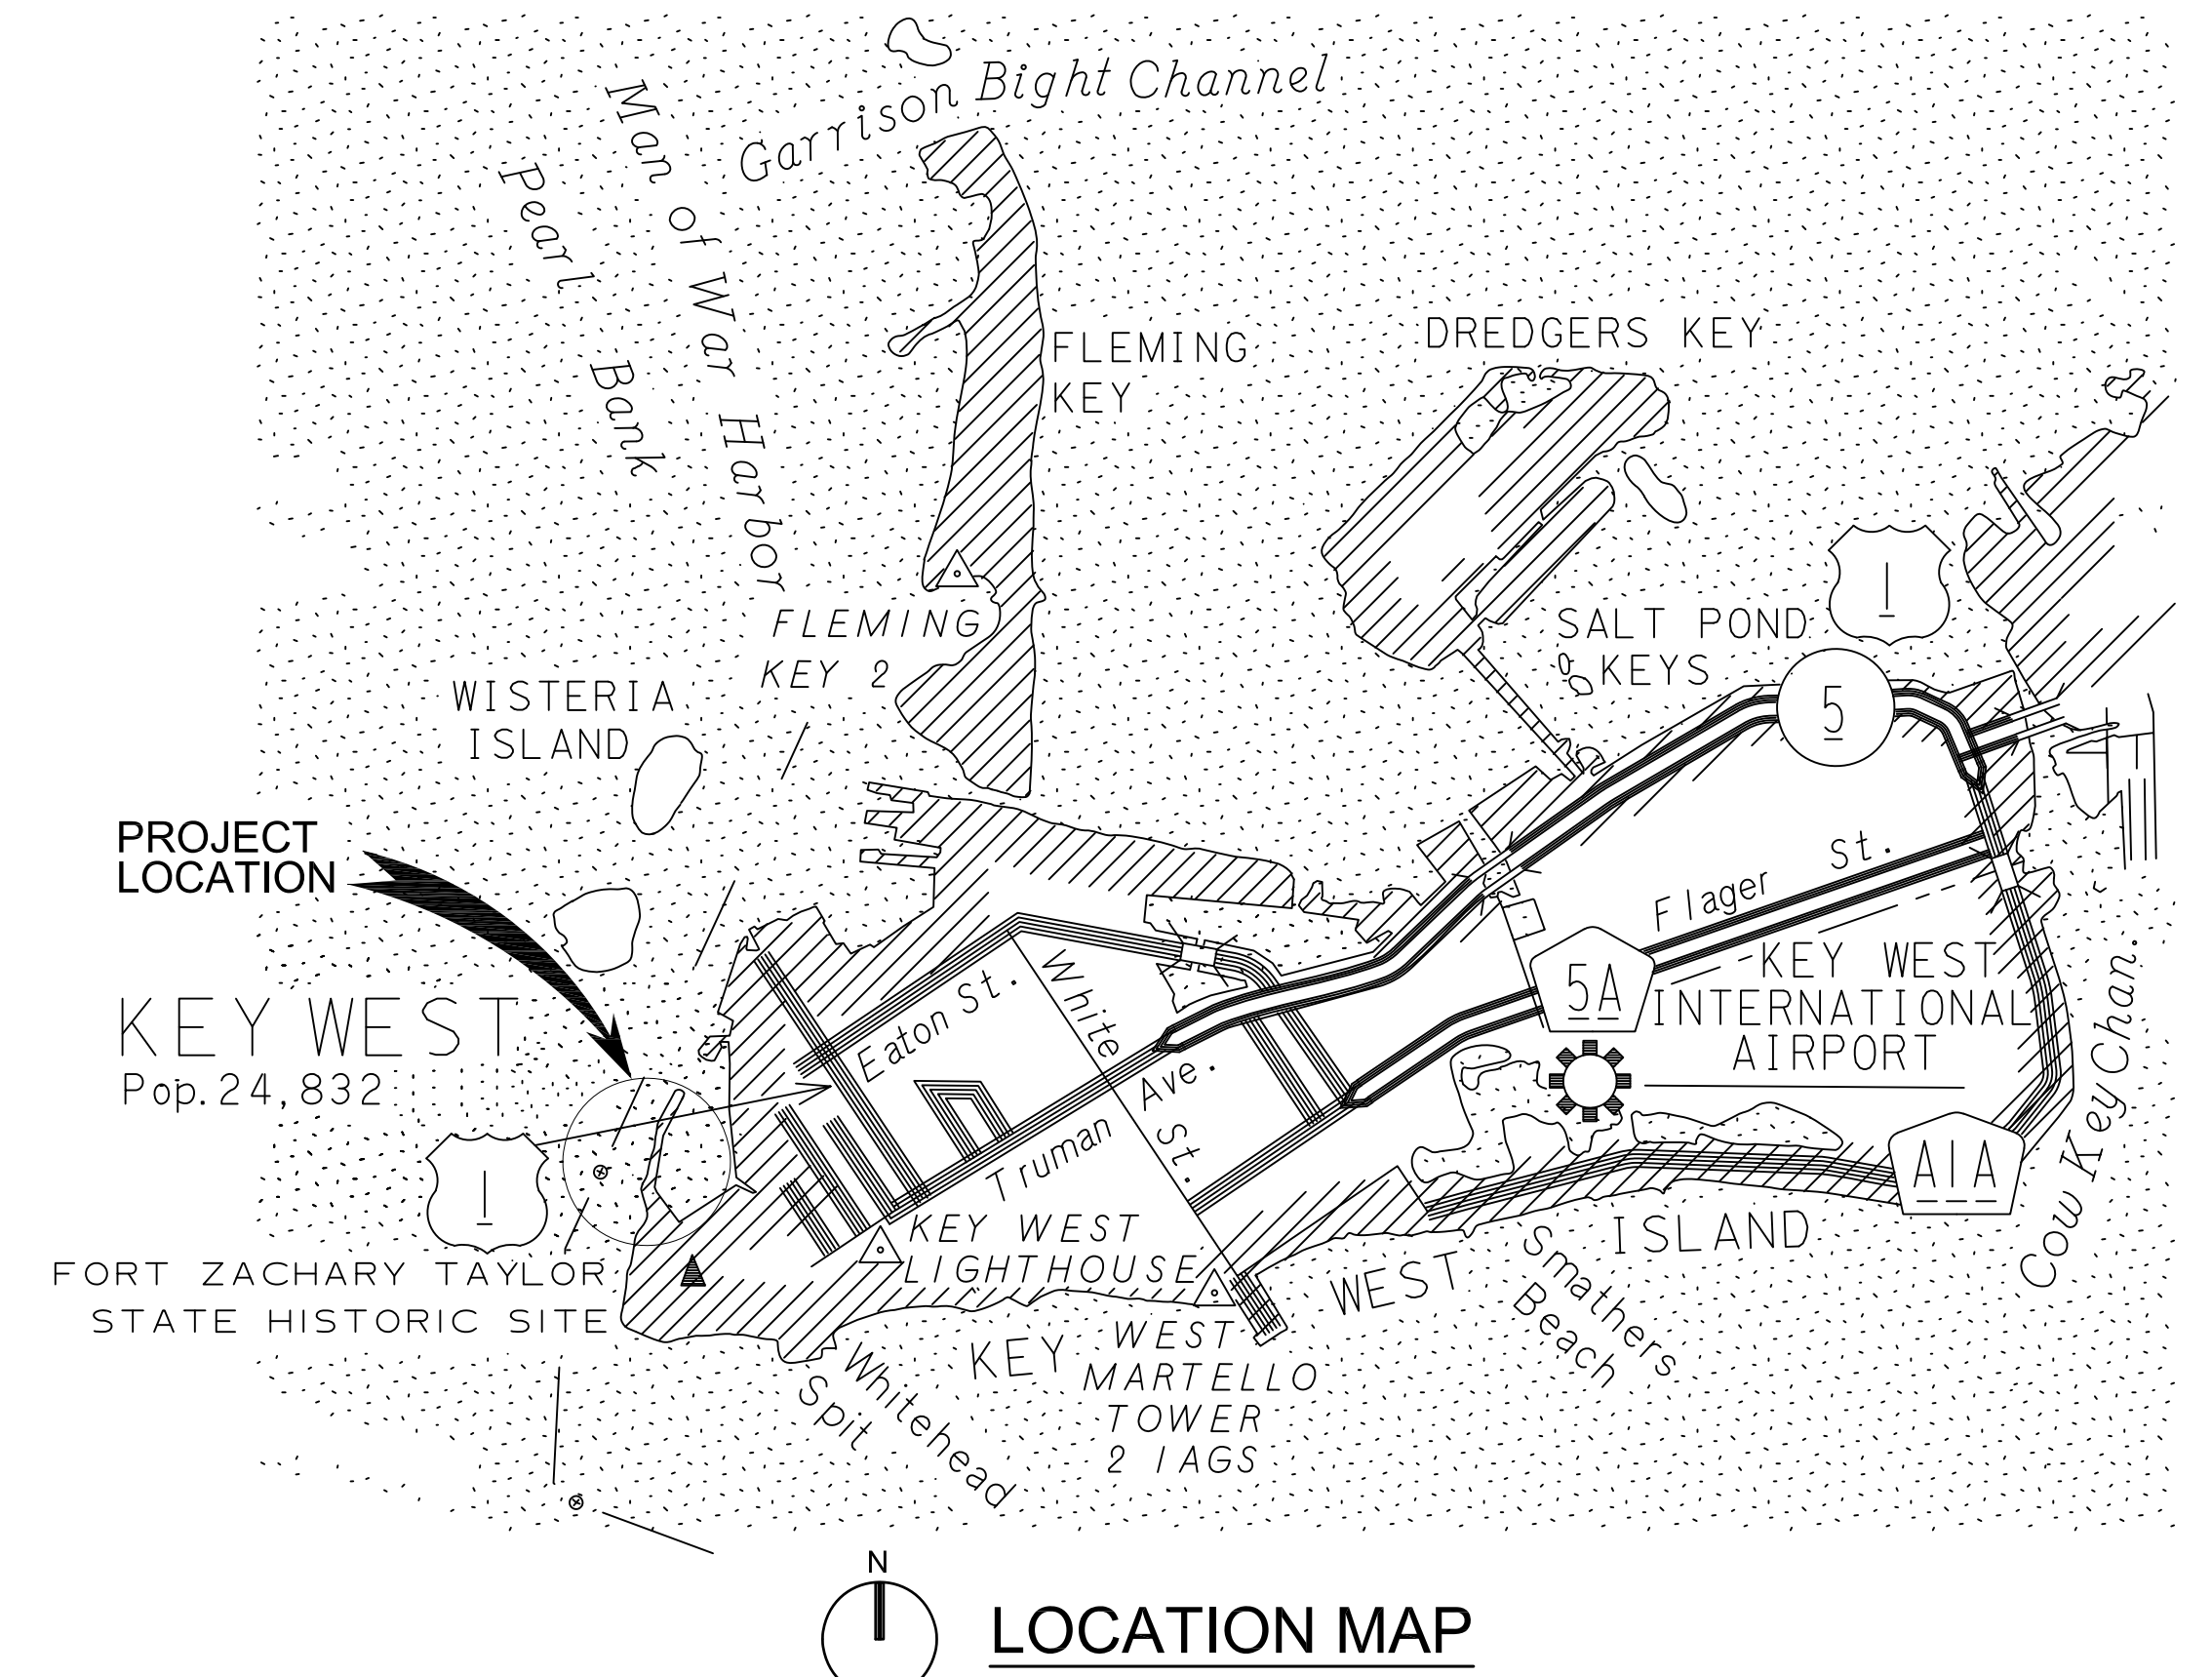 Garrison Bight Channel
Man of War Harbor
Pearl Bank
FLEMING
KEY
DREDGERS KEY
1
FLEMING
KEY 2
SALT POND
KEYS
WISTERIA
ISLAND
5
PROJECT
LOCATION
Flager St.
White St.
Eaton St.
5A
KEY WEST
INTERNATIONAL
AIRPORT
KEY WEST
Pop. 24,832
Truman Ave.
1
A1A
Cow Key Chan.
KEY WEST
LIGHTHOUSE
FORT ZACHARY TAYLOR
STATE HISTORIC SITE
KEY WEST ISLAND
Smathers
Beach
WEST
MARTELLO
TOWER
2 IAGS
Whitehead
Spit
N
LOCATION MAP